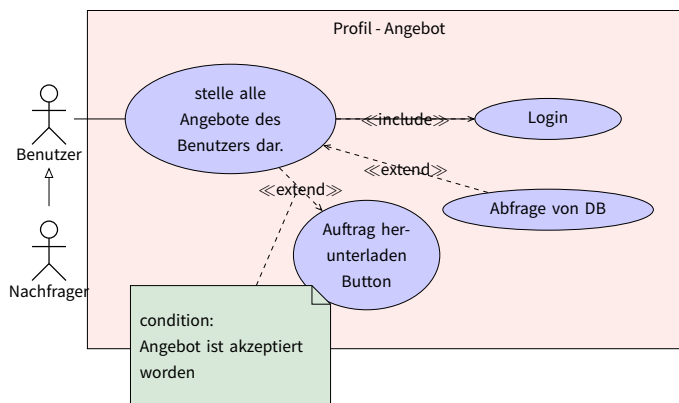 Profil - Angebot
stelle alle
Angebote des
Benutzers dar.
≪include≫
Login
Benutzer
≪extend≫
≪extend≫
Abfrage von DB
Auftrag her-
unterladen
Button
Nachfrager
condition:
Angebot ist akzeptiert
worden